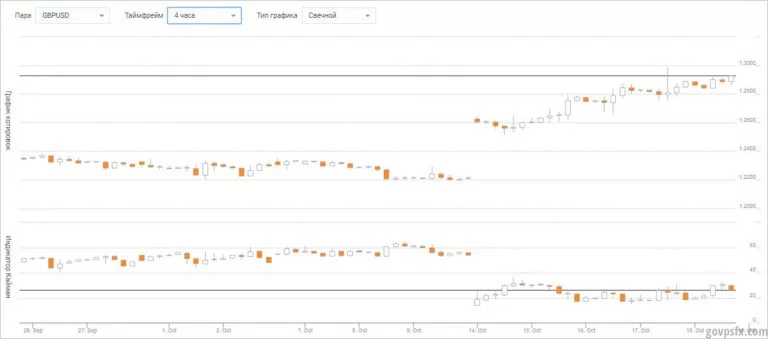 Пара GBPUSD Таймфрейм 4 часа Тип графика Свечной
График котировок
1,3000
1,2800
1,2600
1,2400
1,2200
1,2000
Индикатор Кайман
60
40
20
0
26. Sep 27. Sep 1. Oct 2. Oct 7. Oct 8. Oct 9. Oct 14. Oct 15. Oct 16. Oct 17. Oct 18. Oct
govpsfx.com